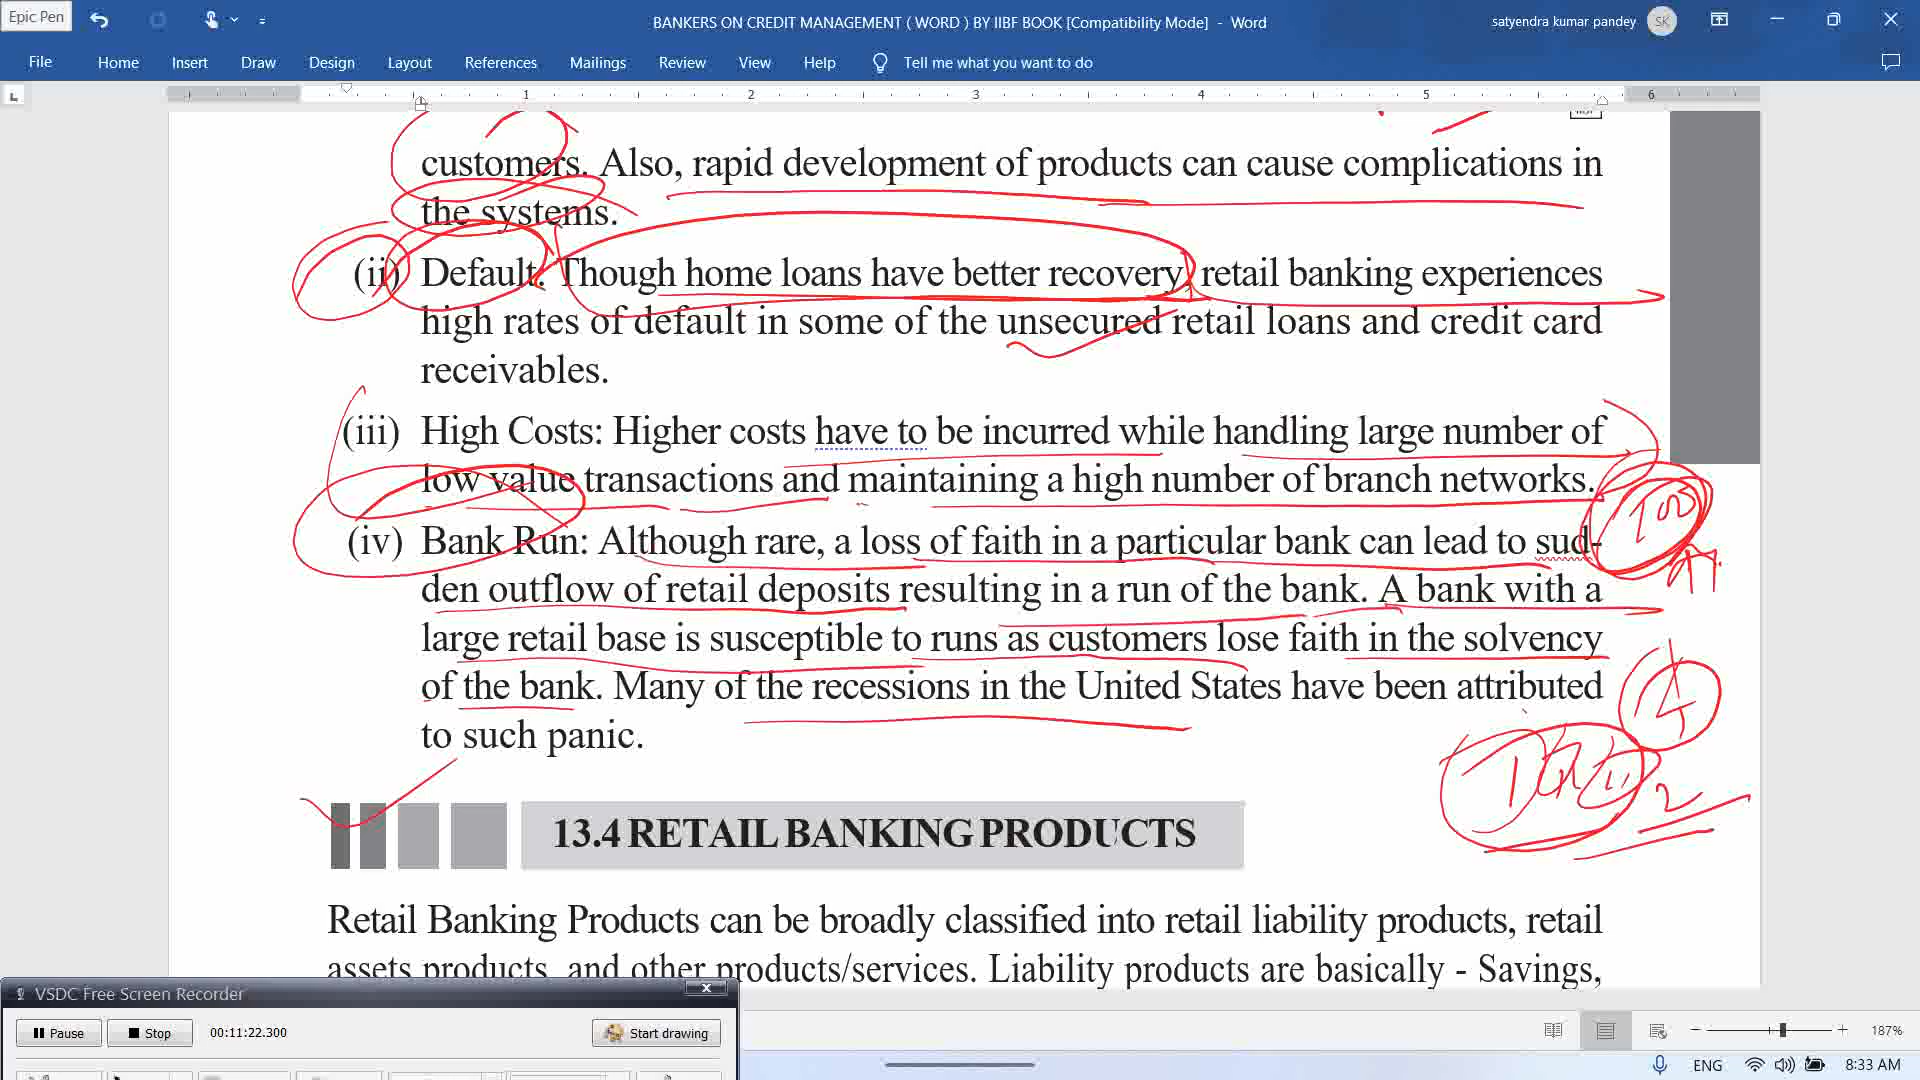 Epic Pen
BANKERS ON CREDIT MANAGEMENT ( WORD ) BY IIBF BOOK [Compatibility Mode] - Word
satyendra kumar pandey
SK
File Home Insert Draw Design Layout References Mailings Review View Help Tell me what you want to do
1 2 3 4 5 6
customers. Also, rapid development of products can cause complications in
the systems.
(ii) Default: Though home loans have better recovery, retail banking experiences
high rates of default in some of the unsecured retail loans and credit card
receivables.
(iii) High Costs: Higher costs have to be incurred while handling large number of
low value transactions and maintaining a high number of branch networks.
(iv) Bank Run: Although rare, a loss of faith in a particular bank can lead to sud-
den outflow of retail deposits resulting in a run of the bank. A bank with a
large retail base is susceptible to runs as customers lose faith in the solvency
of the bank. Many of the recessions in the United States have been attributed
to such panic.
13.4 RETAIL BANKING PRODUCTS
Retail Banking Products can be broadly classified into retail liability products, retail
assets products, and other products/services. Liability products are basically - Savings,
VSDC Free Screen Recorder
Pause Stop 00:11:22.300 Start drawing
187%
ENG 8:33 AM